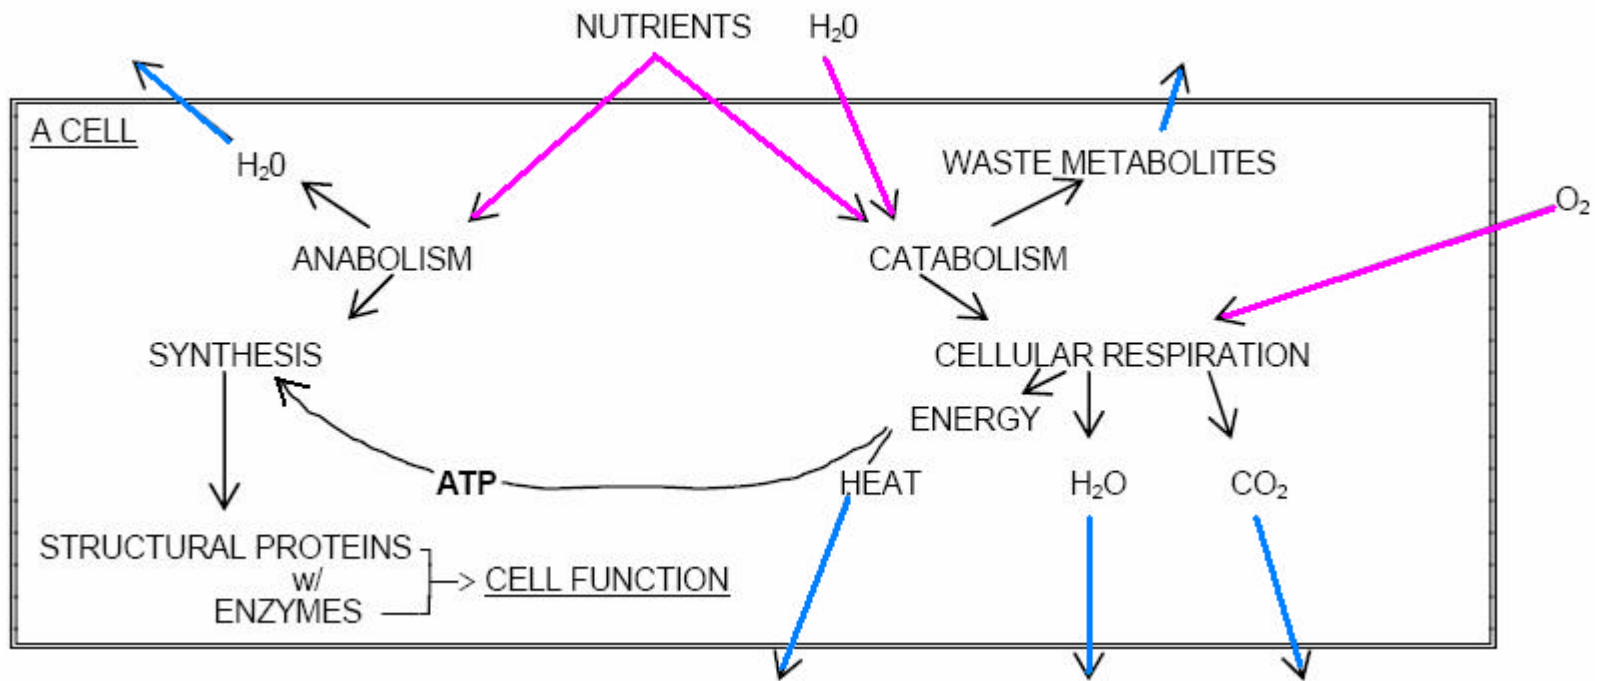 NUTRIENTS H₂0
A CELL
H₂0
WASTE METABOLITES
O₂
ANABOLISM
CATABOLISM
SYNTHESIS
CELLULAR RESPIRATION
ENERGY
ATP
HEAT
H₂O
CO₂
STRUCTURAL PROTEINS
w/
ENZYMES
CELL FUNCTION